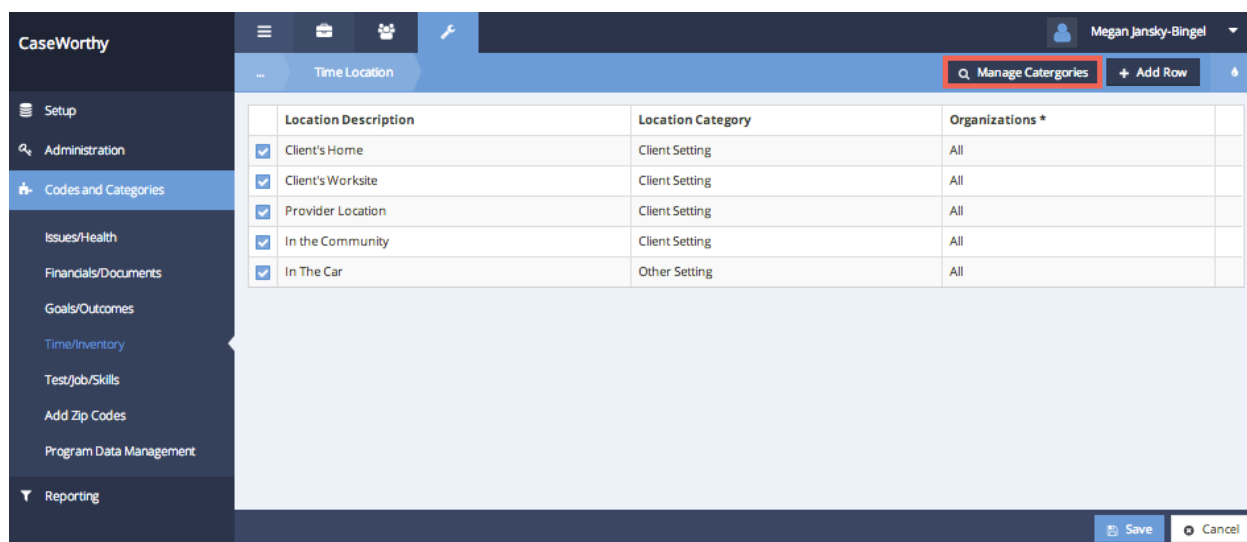 CaseWorthy
Megan Jansky-Bingel
... Time Location
Manage Catergories
+ Add Row
Setup
Administration
Codes and Categories
Issues/Health
Financials/Documents
Goals/Outcomes
Time/Inventory
Test/Job/Skills
Add Zip Codes
Program Data Management
Reporting
Location Description Location Category Organizations *
Client's Home Client Setting All
Client's Worksite Client Setting All
Provider Location Client Setting All
In the Community Client Setting All
In The Car Other Setting All
Save Cancel